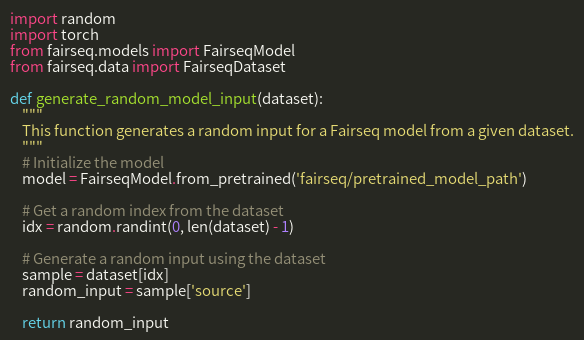 import random
import torch
from fairseq.models import FairseqModel
from fairseq.data import FairseqDataset

def generate_random_model_input(dataset):
    """
    This function generates a random input for a Fairseq model from a given dataset.
    """
    # Initialize the model
    model = FairseqModel.from_pretrained('fairseq/pretrained_model_path')

    # Get a random index from the dataset
    idx = random.randint(0, len(dataset) - 1)

    # Generate a random input using the dataset
    sample = dataset[idx]
    random_input = sample['source']

    return random_input